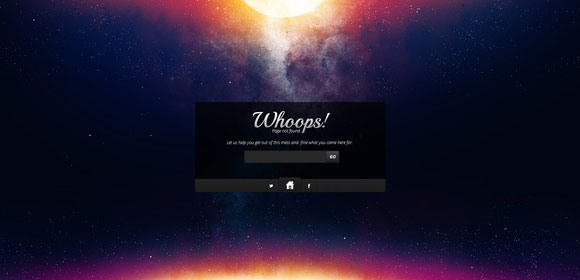 Whoops!
Page not found
Let us help you get out of this mess and find what you came here for
GO